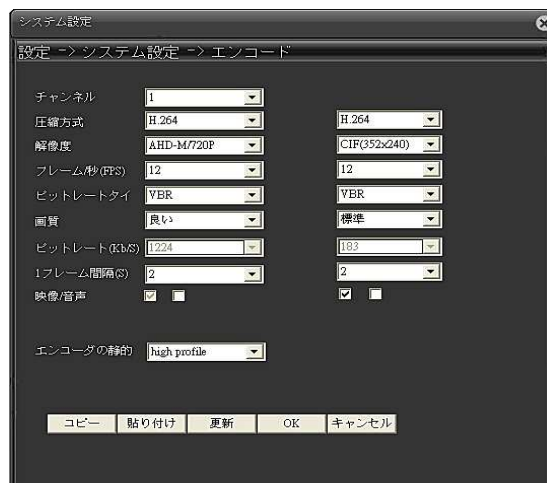 システム設定
設定 -> システム設定 -> エンコード
チャンネル 1
圧縮方式 H.264 H.264
解像度 AHD-M/720P CIF(352x240)
フレーム/秒(FPS) 12 12
ビットレートタイ VBR VBR
画質 良い 標準
ビットレート(Kb/S) 1224 183
1フレーム間隔(S) 2 2
映像/音声
エンコーダの静的 high profile
コピー 貼り付け 更新 OK キャンセル